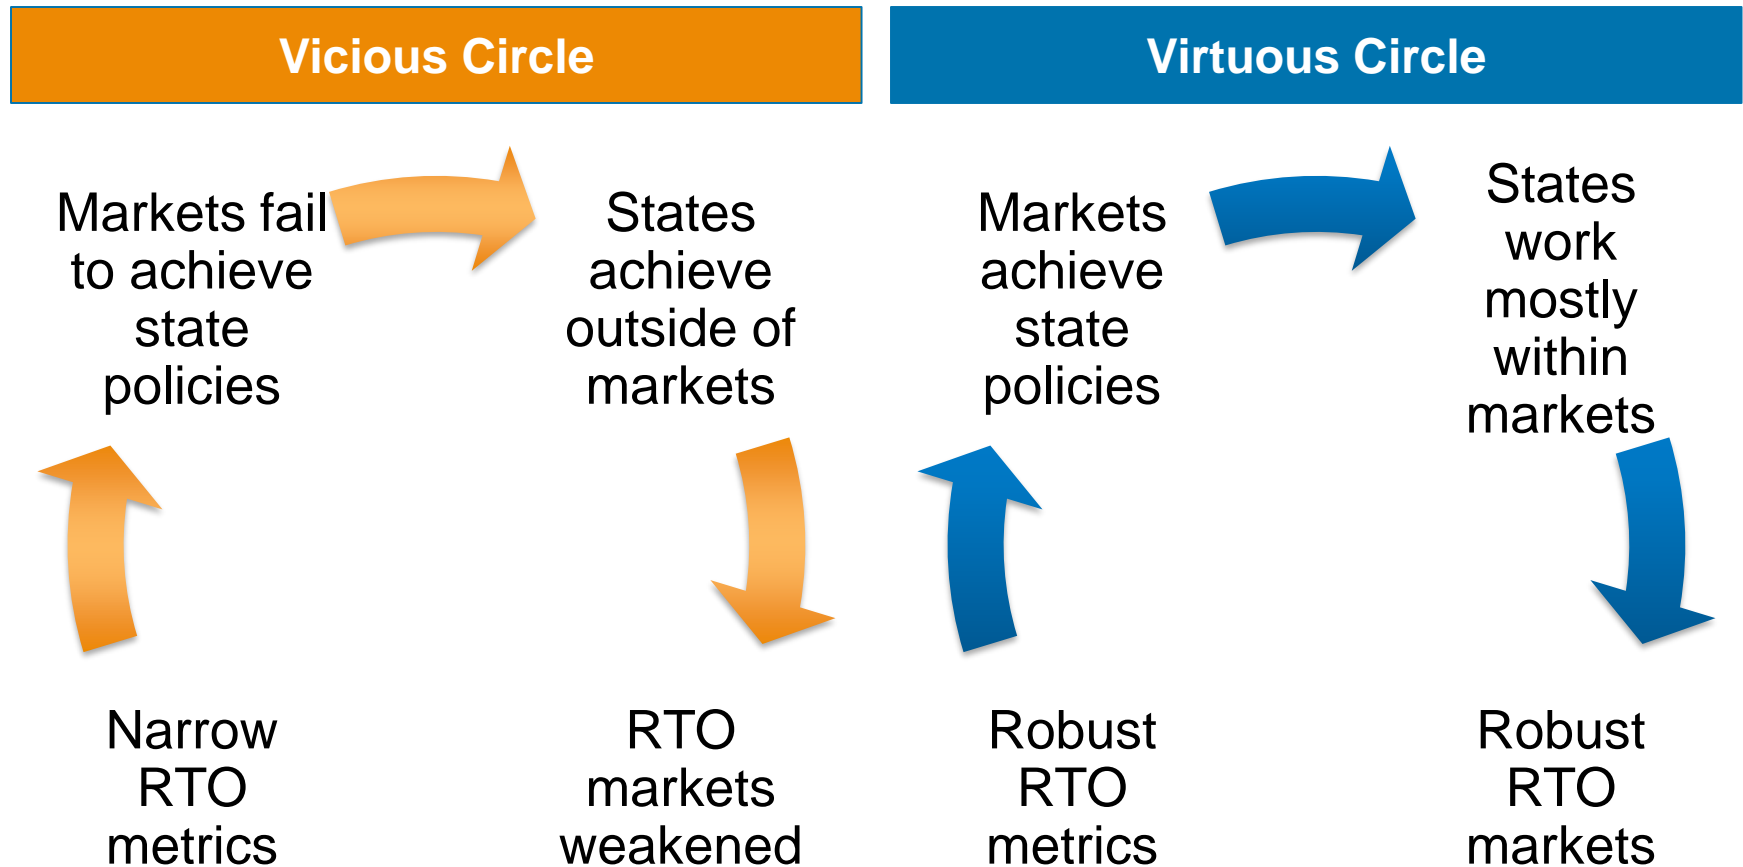 Vicious Circle
Virtuous Circle
Markets fail
to achieve
state
policies
States
achieve
outside of
markets
Narrow
RTO
metrics
RTO
markets
weakened
Markets
achieve
state
policies
States
work
mostly
within
markets
Robust
RTO
metrics
Robust
RTO
markets